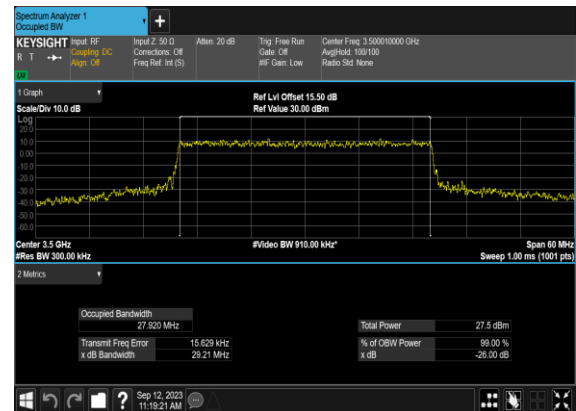 Spectrum Analyzer 1
Occupied BW
+
KEYSIGHT Input: RF Input Z: 50 Ω Atten: 20 dB Trig: Free Run Center Freq: 3.500010000 GHz
R T Coupling: DC Corrections: Off Gate: Off Avg|Hold: 100/100
Align: Off Freq Ref: Int (S) #IF Gain: Low Radio Std: None
1 Graph Ref Lvl Offset 15.50 dB
Scale/Div 10.0 dB Ref Value 30.00 dBm
Log
20.0
10.0
0.00
-10.0
-20.0
-30.0
-40.0
-50.0
-60.0
Center 3.5 GHz #Video BW 910.00 kHz* Span 60 MHz
#Res BW 300.00 kHz Sweep 1.00 ms (1001 pts)
2 Metrics
Occupied Bandwidth
27.920 MHz Total Power 27.5 dBm
Transmit Freq Error 15.629 kHz % of OBW Power 99.00 %
x dB Bandwidth 29.21 MHz x dB -26.00 dB
? Sep 12, 2023
11:19:21 AM